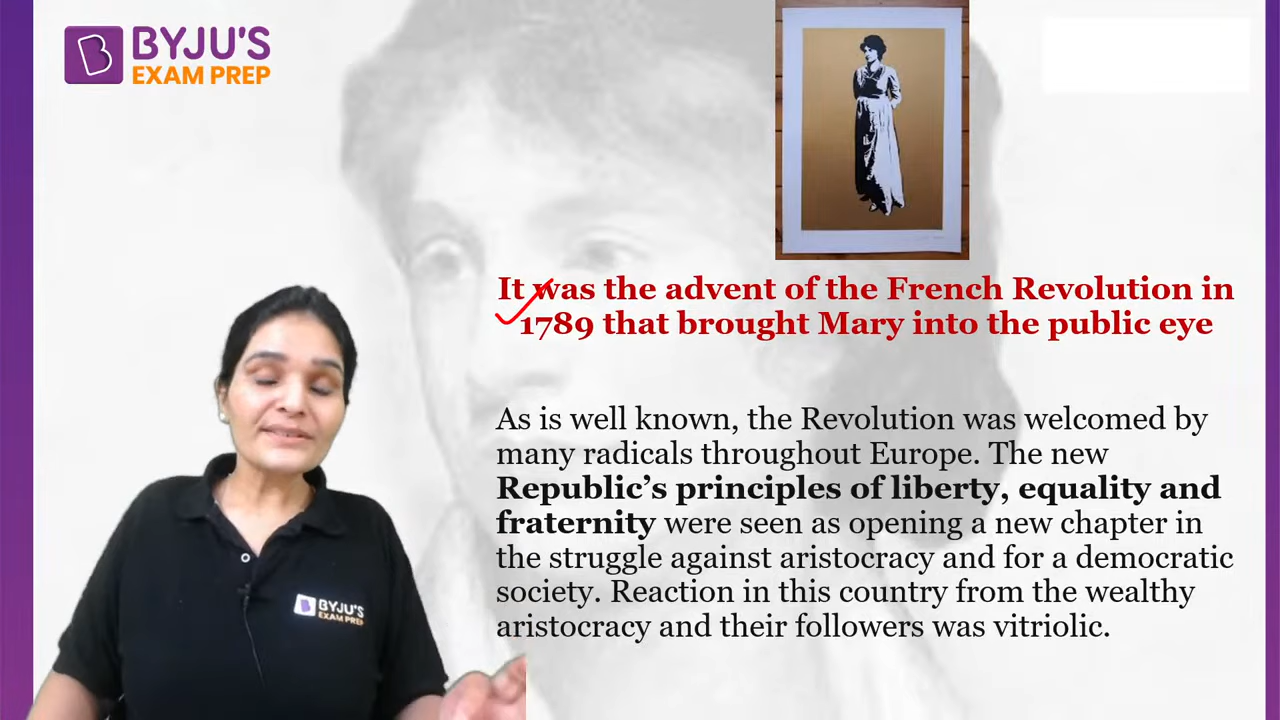 BYJU'S
EXAM PREP
It was the advent of the French Revolution in
1789 that brought Mary into the public eye
As is well known, the Revolution was welcomed by
many radicals throughout Europe. The new
Republic’s principles of liberty, equality and
fraternity were seen as opening a new chapter in
the struggle against aristocracy and for a democratic
society. Reaction in this country from the wealthy
aristocracy and their followers was vitriolic.
BYJU'S
EXAM PREP